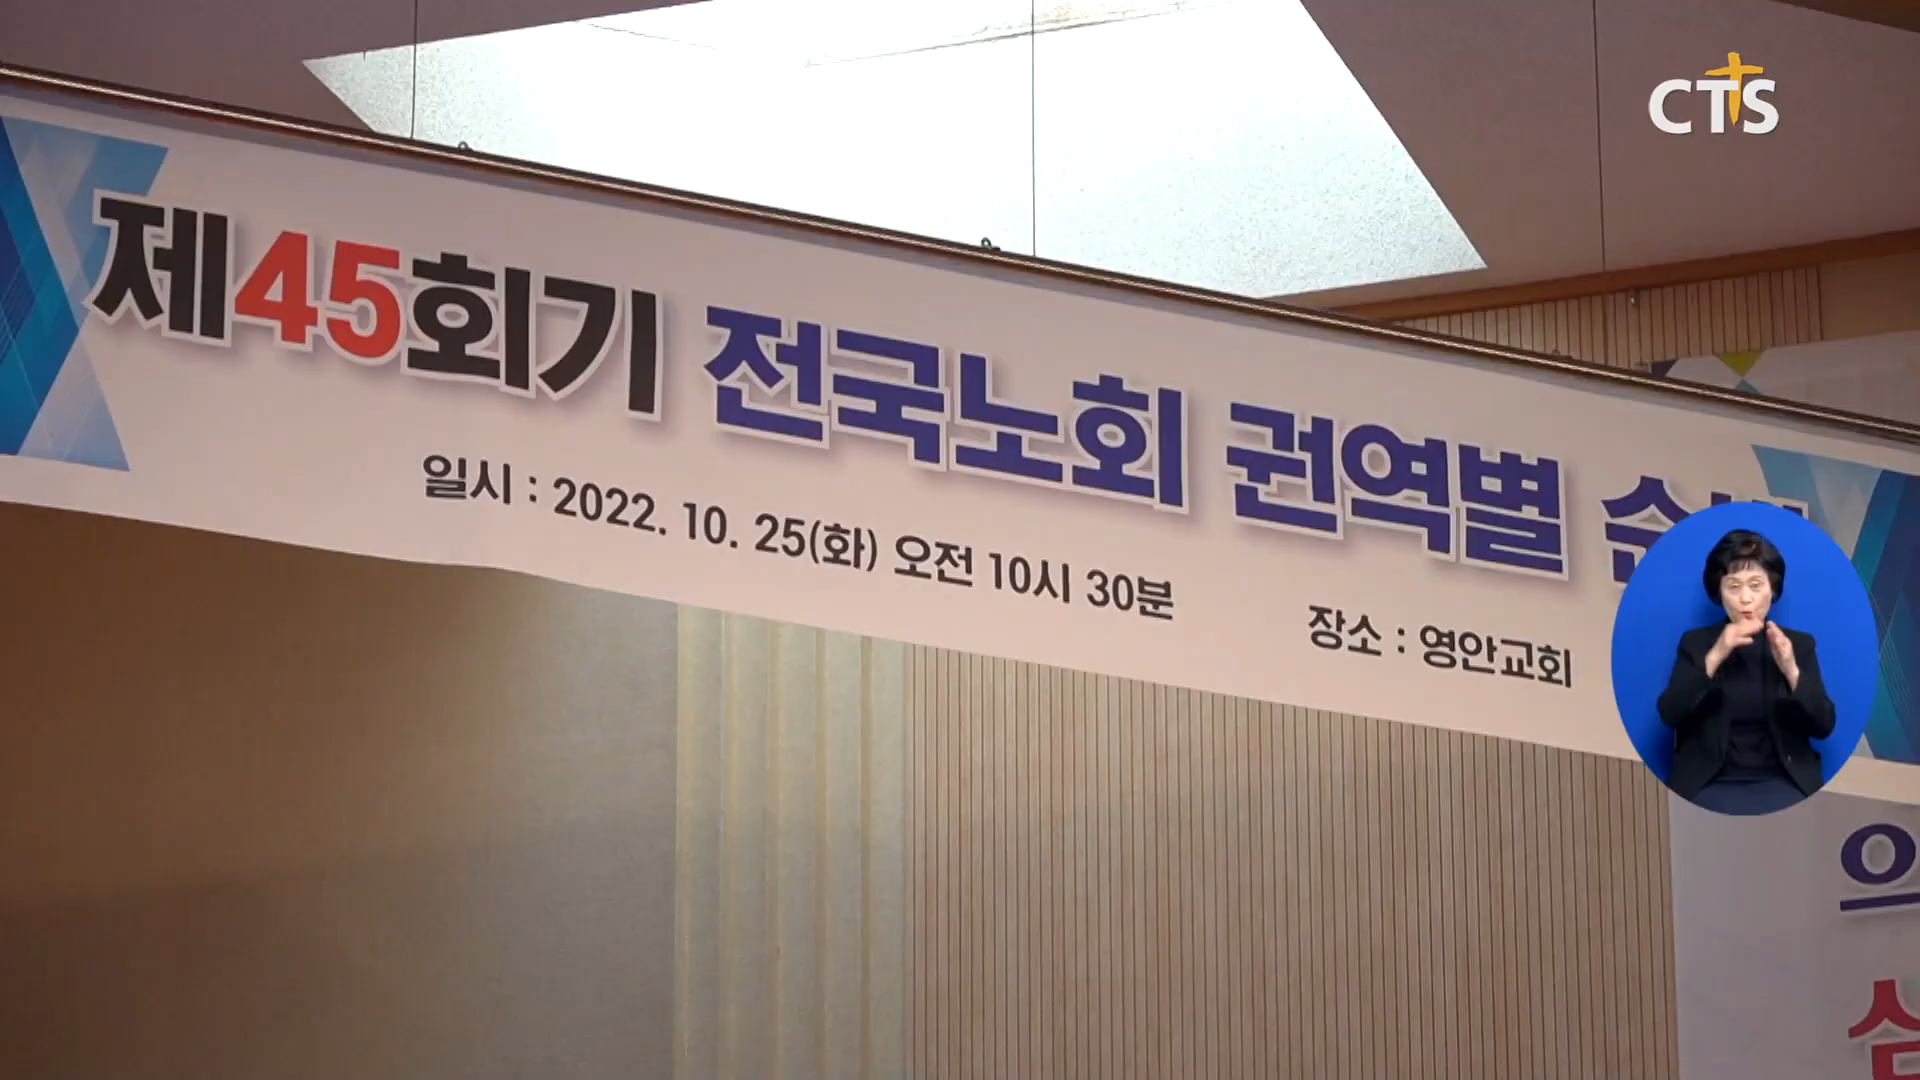 CTS
제45회기 전국노회 권역별
일시 : 2022. 10. 25(화) 오전 10시 30분
장소 : 영안교회